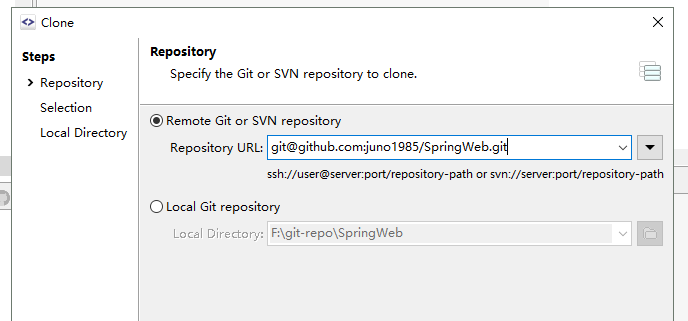 Clone
Steps
Repository
Selection
Local Directory
Repository
Specify the Git or SVN repository to clone.
Remote Git or SVN repository
Repository URL: git@github.com:juno1985/SpringWeb.git
ssh://user@server:port/repository-path or svn://server:port/repository-path
Local Git repository
Local Directory: F:\git-repo\SpringWeb